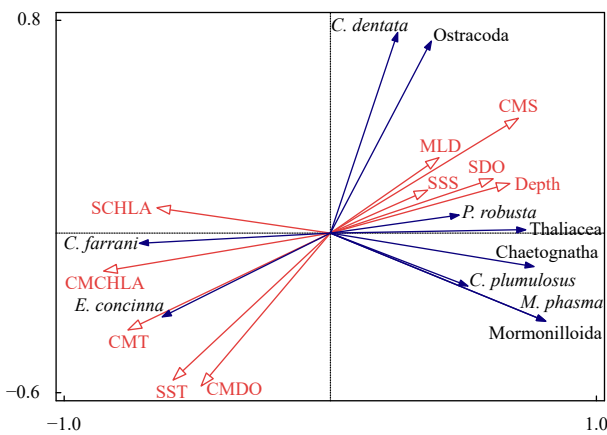 0.8
C. dentata
Ostracoda
CMS
MLD
SDO
SSS
Depth
SCHLA
P. robusta
Thaliacea
C. farrani
Chaetognatha
CMCHLA
C. plumulosus
E. concinna
M. phasma
CMT
Mormonilloida
SST
CMDO
−0.6
−1.0
1.0